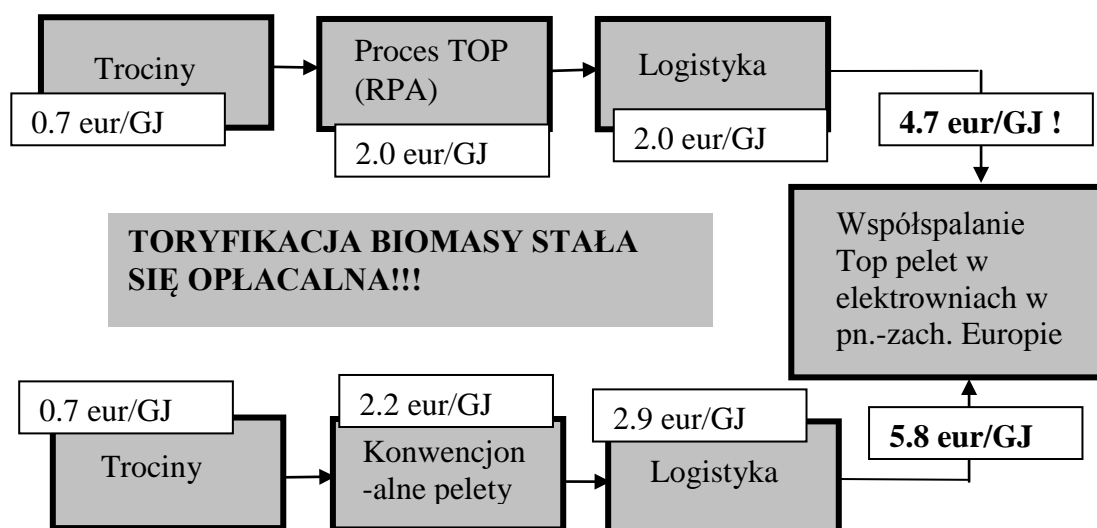 Trociny
0.7 eur/GJ
Proces TOP
(RPA)
2.0 eur/GJ
Logistyka
2.0 eur/GJ
4.7 eur/GJ !
TORYFIKACJA BIOMASY STAŁA
SIĘ OPŁACALNA!!!
Współspalanie
Top pelet w
elektrowniach w
pn.-zach. Europie
0.7 eur/GJ
Trociny
2.2 eur/GJ
Konwencjon
-alne pelety
2.9 eur/GJ
Logistyka
5.8 eur/GJ